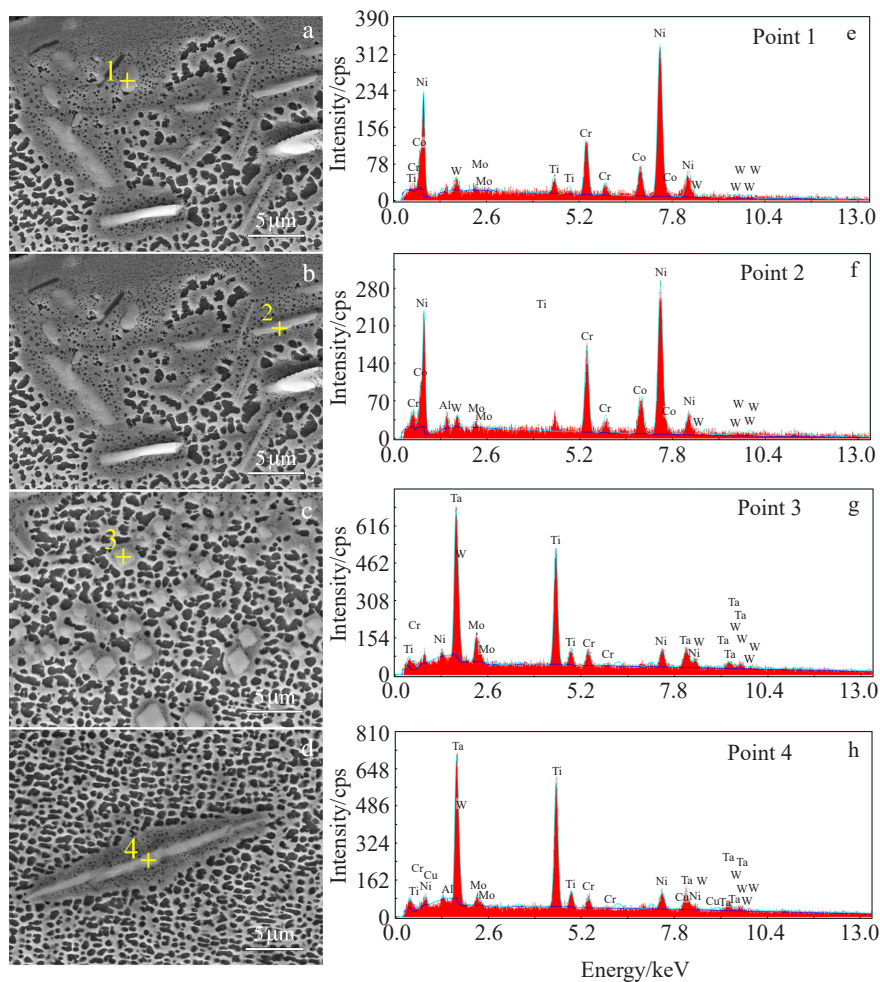 a
1
5 μm
b
2
5 μm
c
3
5 μm
d
4
5 μm
Intensity/cps
390
312
234
156
78
0
0.0 2.6 5.2 7.8 10.4 13.0
Point 1 e
Ni
Ni
Co
Cr
Ti
W
Mo
Mo
Ti
Ti
Cr
Cr
Co
Co
Ni
W
W W
W W
Intensity/cps
280
210
140
70
0
0.0 2.6 5.2 7.8 10.4 13.0
Point 2 f
Ni
Ni
Ti
Co
Cr
Al W Mo
Mo
Cr
Cr
Co
Co
Ni
W
W W
W W
Intensity/cps
616
462
308
154
0
0.0 2.6 5.2 7.8 10.4 13.0
Point 3 g
Ta
W
Ti
Cr
Ti
Ni
Mo
Mo
Ti
Cr
Cr
Ni
Ta W
Ni
Ta
Ta
W
Ta W W
Ta W
Intensity/cps
810
648
486
324
162
0
0.0 2.6 5.2 7.8 10.4 13.0
Point 4 h
Ta
W
Ti
Cr
Cu
Ti Ni Al
Mo
Mo
Ti
Cr
Cr
Ni
Ta W
Cu Ni
Ta
Ta
W
W W
Cu Ta Ta W
Energy/keV